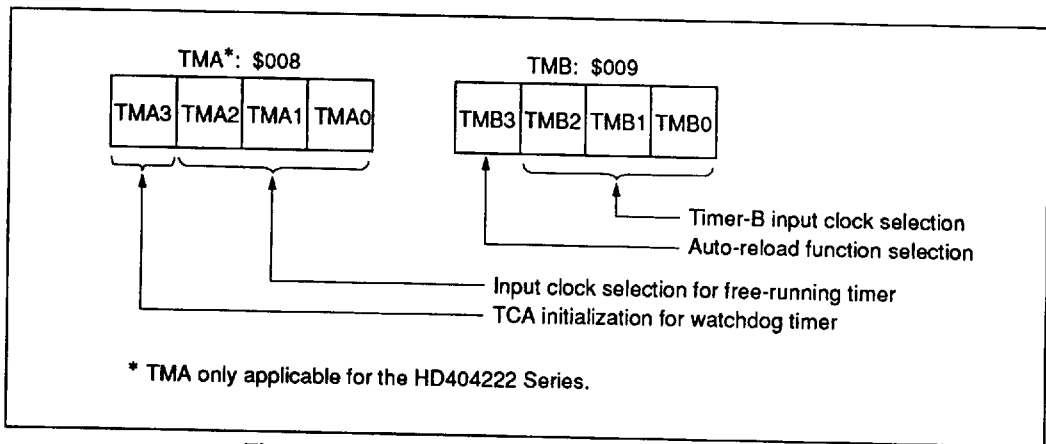 TMA*: $008
TMA3 TMA2 TMA1 TMA0
TMB: $009
TMB3 TMB2 TMB1 TMB0
Timer-B input clock selection
Auto-reload function selection
Input clock selection for free-running timer
TCA initialization for watchdog timer
* TMA only applicable for the HD404222 Series.